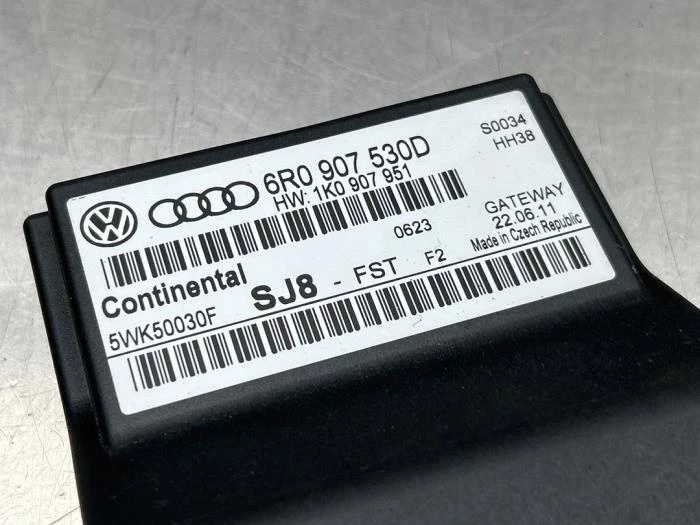 6R0 907 530D
S0034
HW: 1K0 907 951
HH38
0623
GATEWAY
22.06.11
Made in Czech Republic
Continental
SJ8 - FST F2
5WK50030F